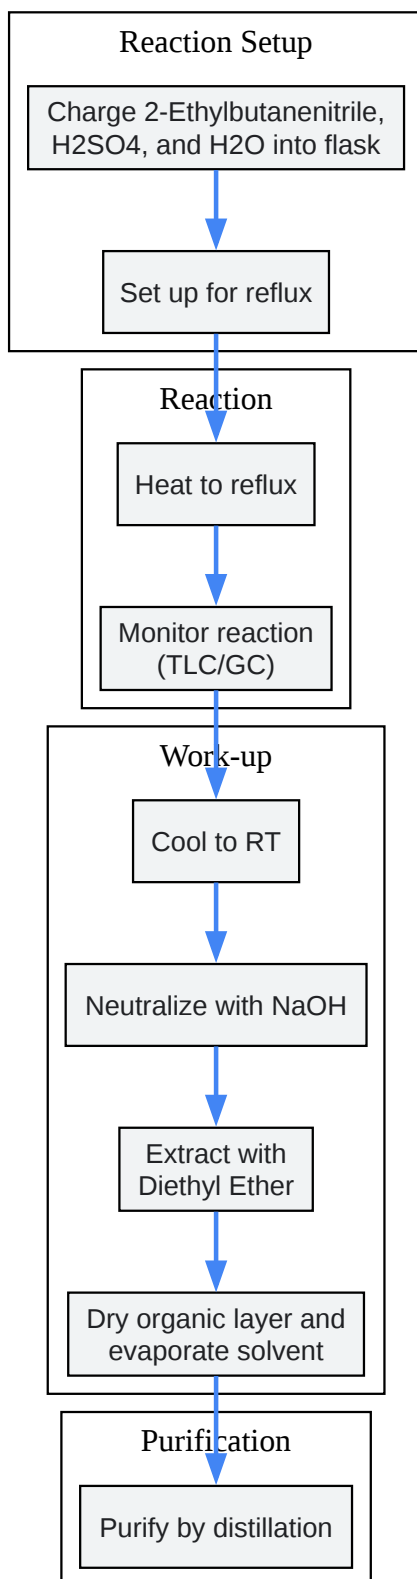 Reaction Setup
Charge 2-Ethylbutanenitrile,
H2SO4, and H2O into flask
Set up for reflux
Reaction
Heat to reflux
Monitor reaction
(TLC/GC)
Work-up
Cool to RT
Neutralize with NaOH
Extract with
Diethyl Ether
Dry organic layer and
evaporate solvent
Purification
Purify by distillation